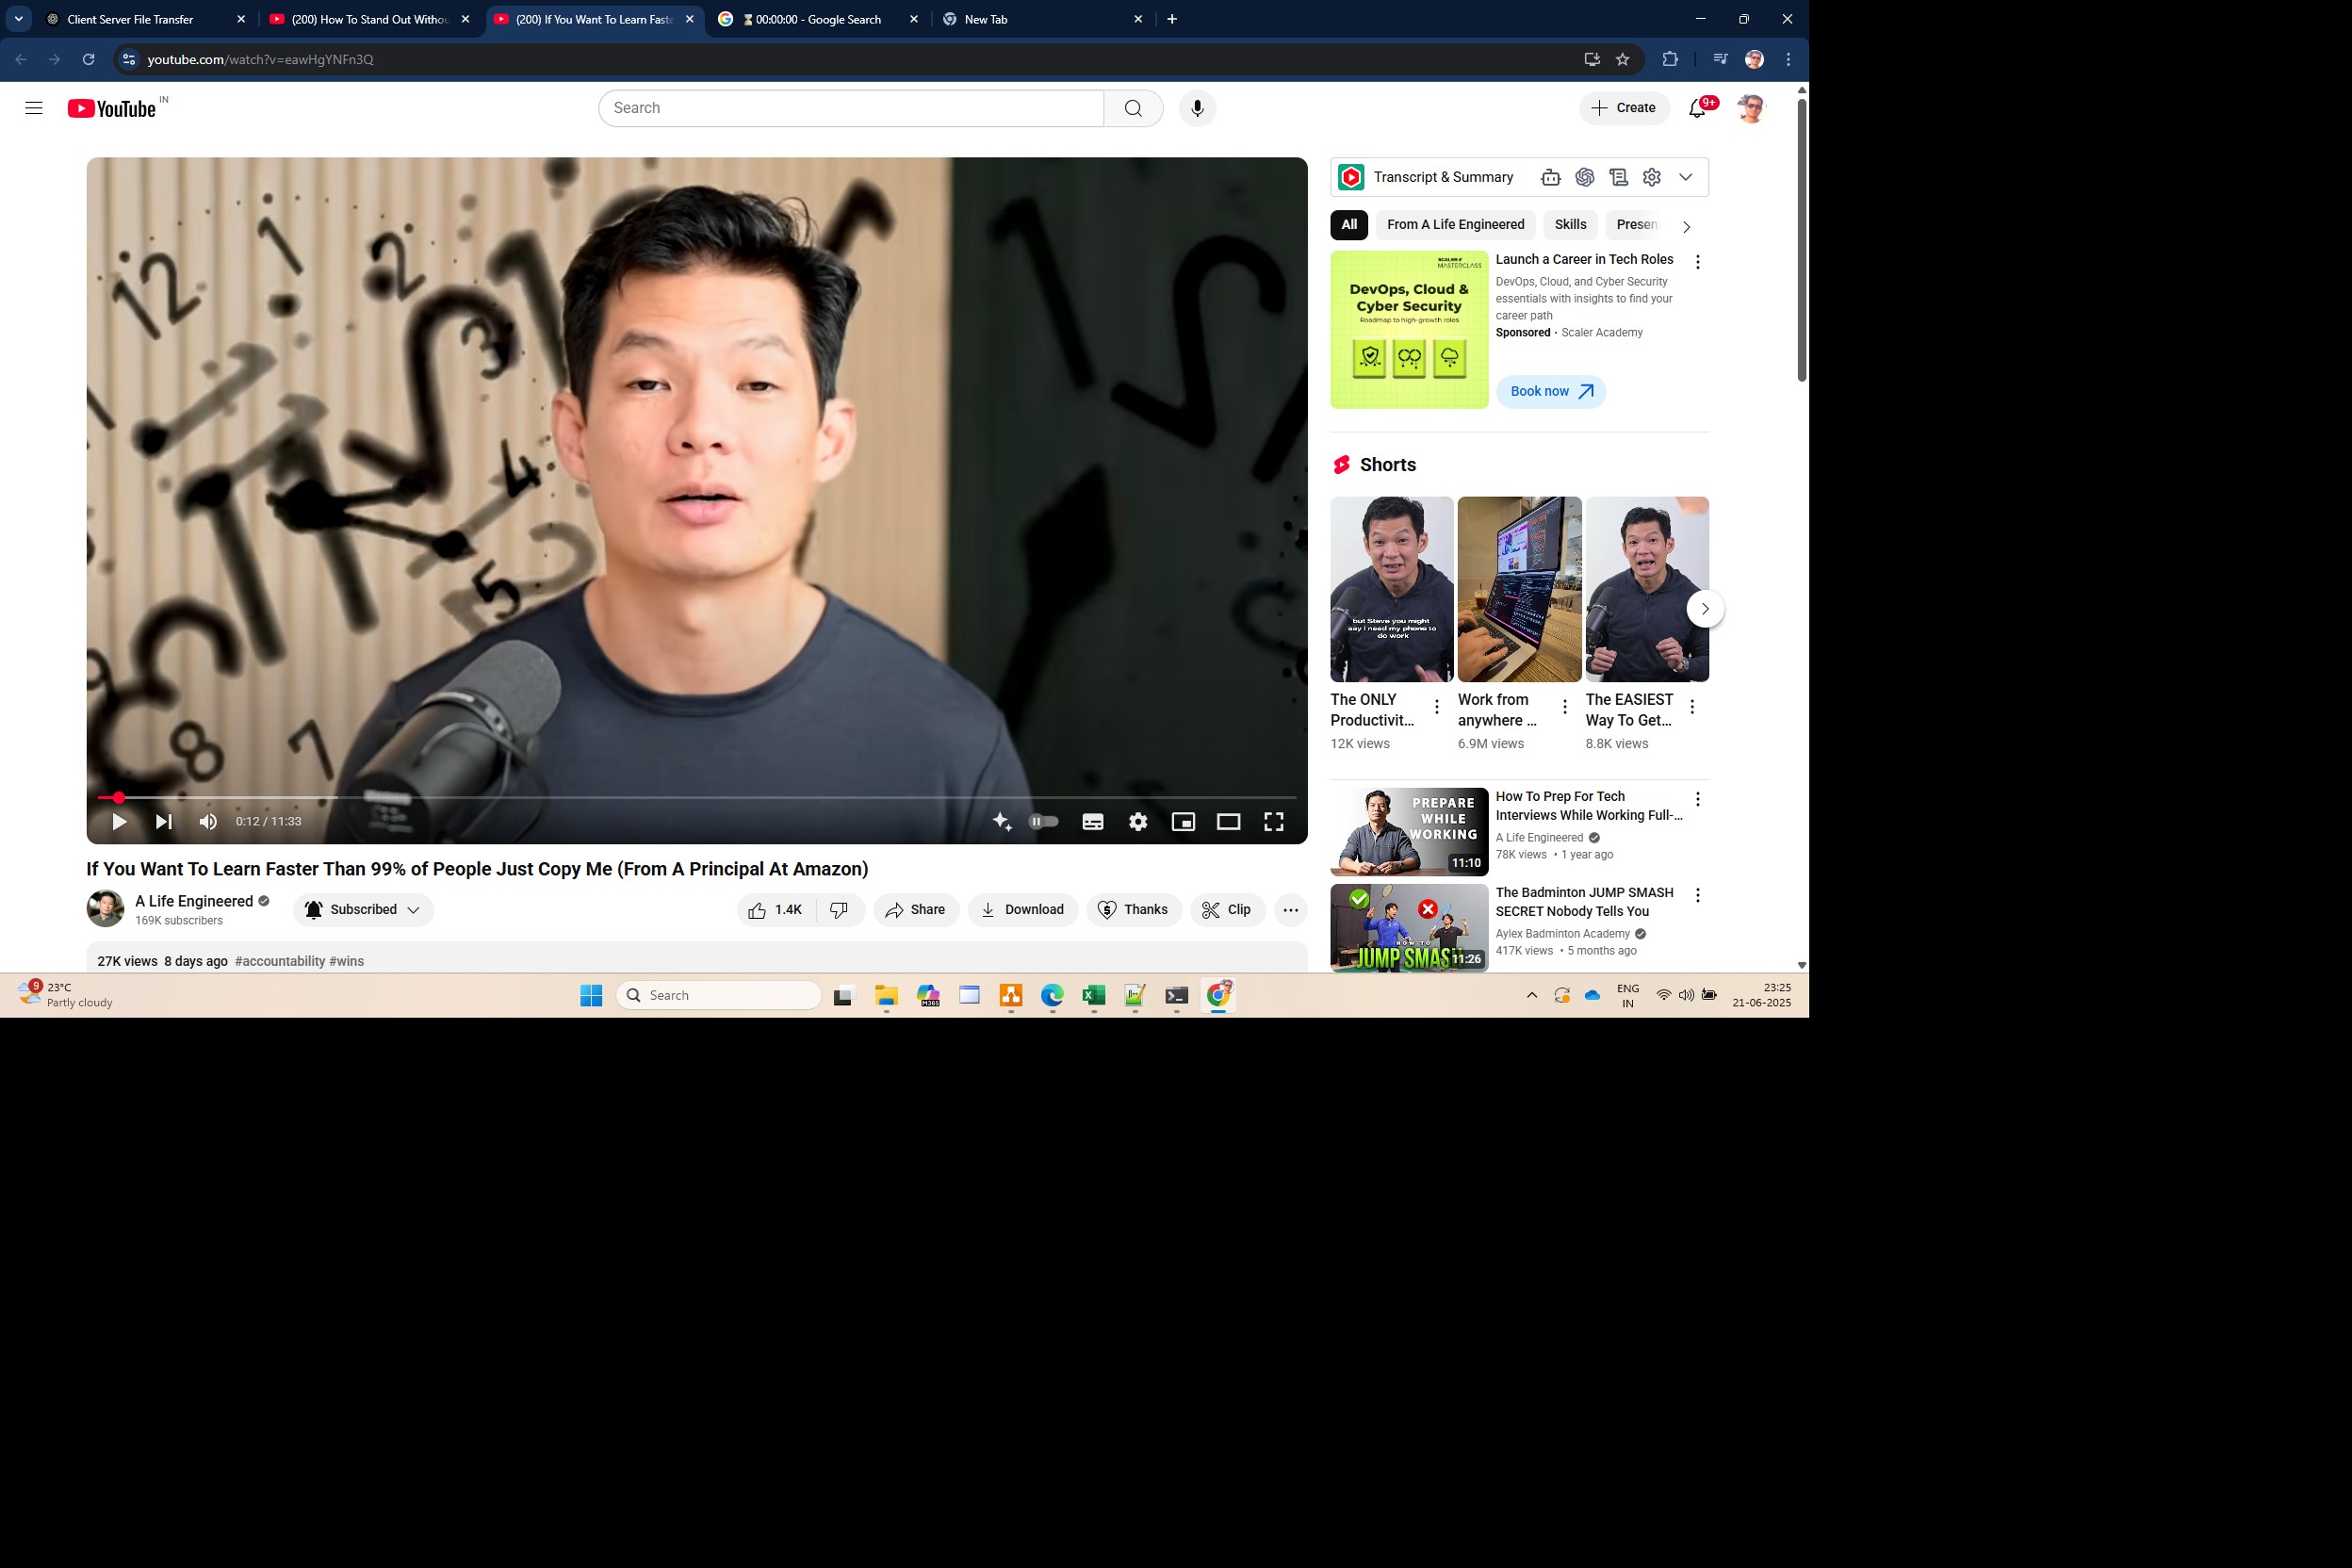 Client Server File Transfer
(200) How To Stand Out Withou
(200) If You Want To Learn Faste
⌛ 00:00:00 - Google Search
New Tab
youtube.com/watch?v=eawHgYNFn3Q
YouTube IN
Search
Create
9+
12
1
2
3
4
5
7
8
0:12 / 11:33
If You Want To Learn Faster Than 99% of People Just Copy Me (From A Principal At Amazon)
A Life Engineered
169K subscribers
Subscribed
1.4K
Share
Download
Thanks
Clip
27K views 8 days ago #accountability #wins
Transcript & Summary
All
From A Life Engineered
Skills
Presen
SCALER
MASTERCLASS
DevOps, Cloud &
Cyber Security
Roadmap to high-growth roles
Launch a Career in Tech Roles
DevOps, Cloud, and Cyber Security
essentials with insights to find your
career path
Sponsored • Scaler Academy
Book now
Shorts
but Steve you might
say I need my phone to
do work
The ONLY
Productivit...
12K views
Work from
anywhere ...
6.9M views
The EASIEST
Way To Get...
8.8K views
PREPARE
WHILE
WORKING
11:10
How To Prep For Tech
Interviews While Working Full-...
A Life Engineered
78K views • 1 year ago
HOW TO
JUMP SMASH
11:26
The Badminton JUMP SMASH
SECRET Nobody Tells You
Aylex Badminton Academy
417K views • 5 months ago
9
23°C
Partly cloudy
Search
M365
ENG
IN
23:25
21-06-2025